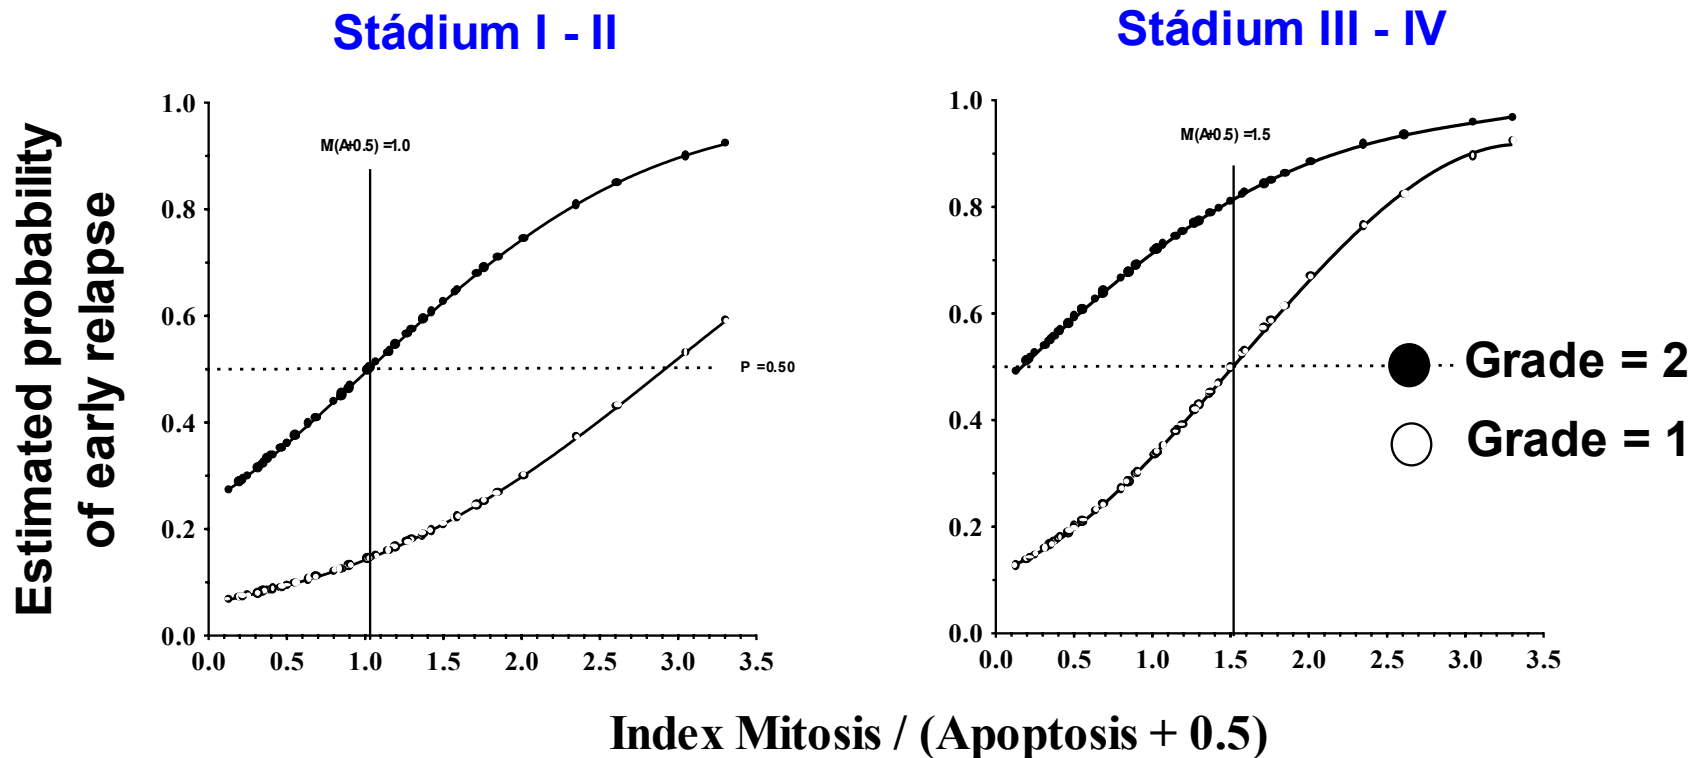 Stádium I - II
Stádium III - IV
Estimated probability
of early relapse
1.0
0.8
0.6
0.4
0.2
0.0
0.0 0.5 1.0 1.5 2.0 2.5 3.0 3.5
M/(A+0.5) =1.0
P =0.50
1.0
0.8
0.6
0.4
0.2
0.0
0.0 0.5 1.0 1.5 2.0 2.5 3.0 3.5
M/(A+0.5) =1.5
Grade = 2
Grade = 1
Index Mitosis / (Apoptosis + 0.5)